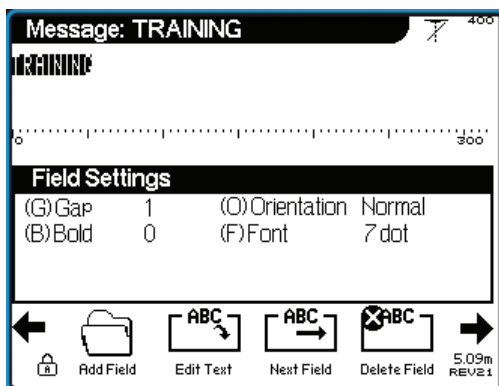 Message: TRAINING
400
TRAINING
0 300
Field Settings
(G) Gap 1 (O) Orientation Normal
(B) Bold 0 (F) Font 7 dot
ABC ABC ABC
Add Field Edit Text Next Field Delete Field 5.09m
A REV21